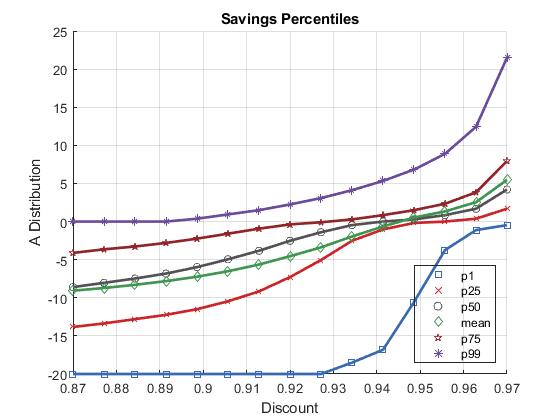 Savings Percentiles
A Distribution
25
20
15
10
5
0
-5
-10
-15
-20
p1
p25
p50
mean
p75
p99
0.87 0.88 0.89 0.9 0.91 0.92 0.93 0.94 0.95 0.96 0.97
Discount